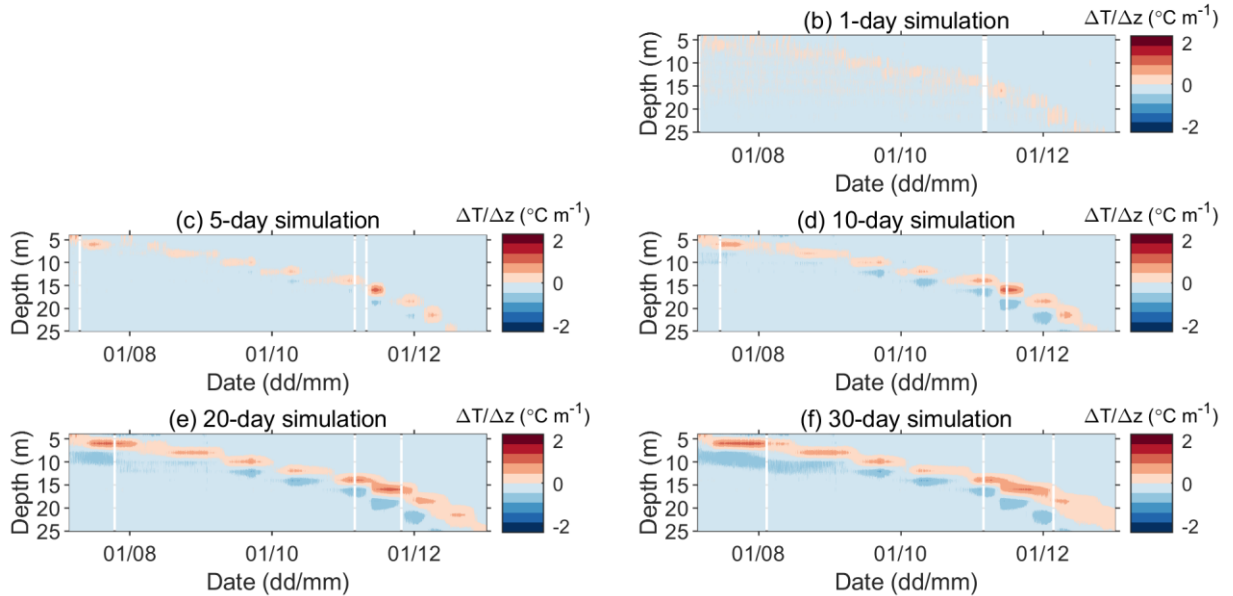 (b) 1-day simulation
ΔT/Δz (°C m⁻¹)
Depth (m)
5
10
15
20
25
2
0
-2
01/08 01/10 01/12
Date (dd/mm)
(c) 5-day simulation
ΔT/Δz (°C m⁻¹)
Depth (m)
5
10
15
20
25
2
0
-2
01/08 01/10 01/12
Date (dd/mm)
(d) 10-day simulation
ΔT/Δz (°C m⁻¹)
Depth (m)
5
10
15
20
25
2
0
-2
01/08 01/10 01/12
Date (dd/mm)
(e) 20-day simulation
ΔT/Δz (°C m⁻¹)
Depth (m)
5
10
15
20
25
2
0
-2
01/08 01/10 01/12
Date (dd/mm)
(f) 30-day simulation
ΔT/Δz (°C m⁻¹)
Depth (m)
5
10
15
20
25
2
0
-2
01/08 01/10 01/12
Date (dd/mm)